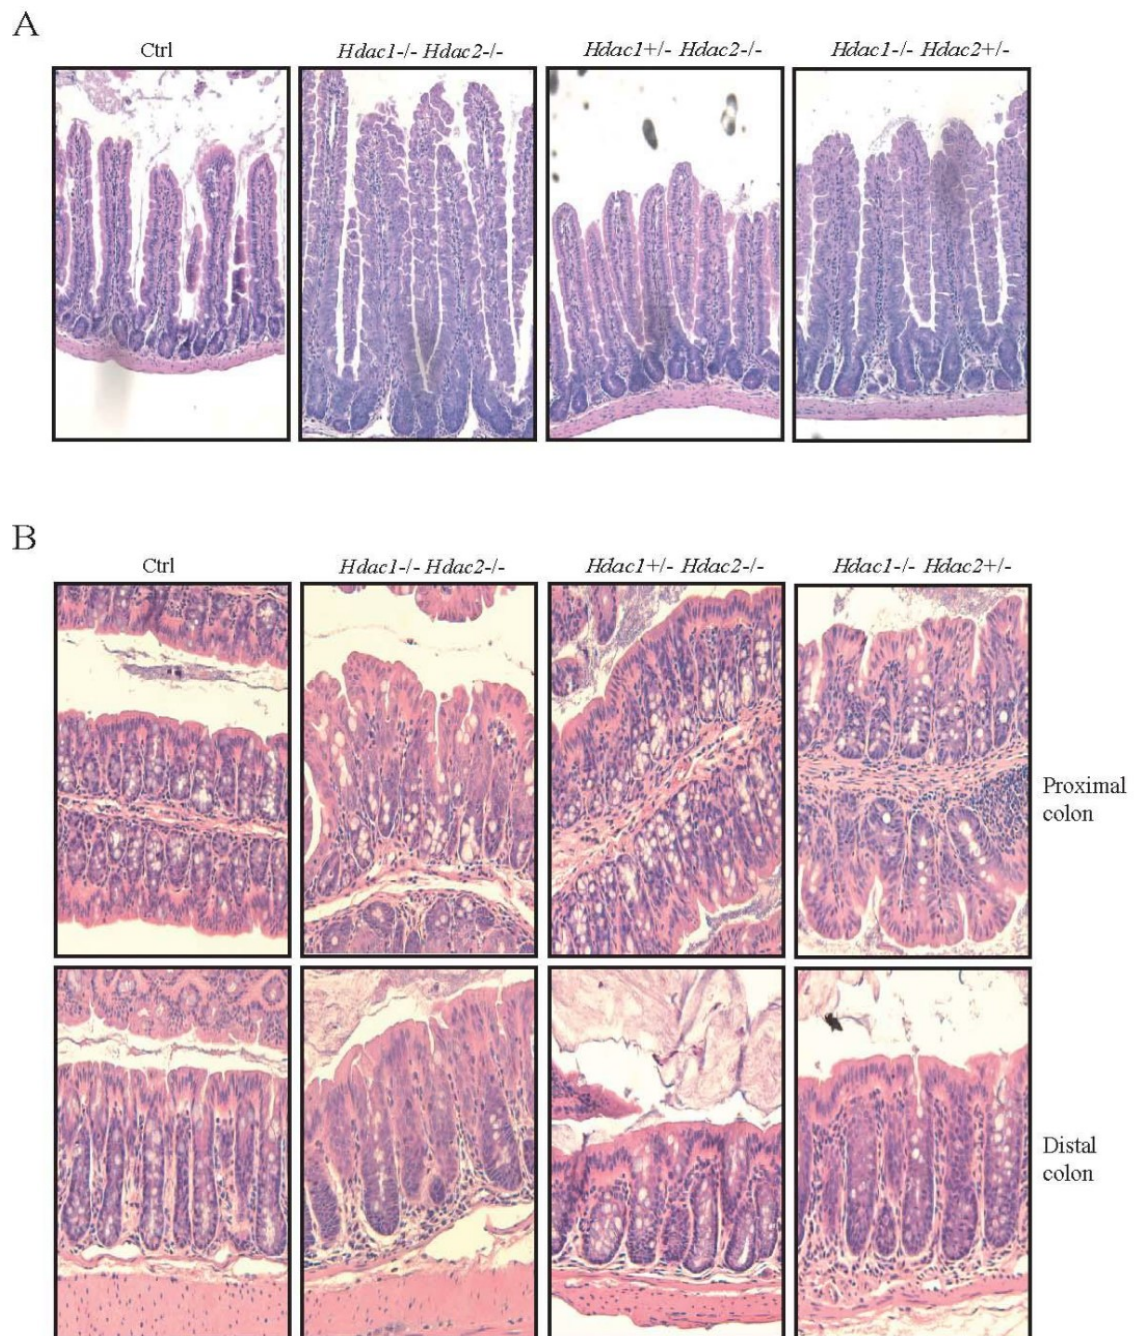 A
Ctrl
Hdac1-/- Hdac2-/-
Hdac1+/- Hdac2-/-
Hdac1-/- Hdac2+/-
B
Ctrl
Hdac1-/- Hdac2-/-
Hdac1+/- Hdac2-/-
Hdac1-/- Hdac2+/-
Proximal
colon
Distal
colon